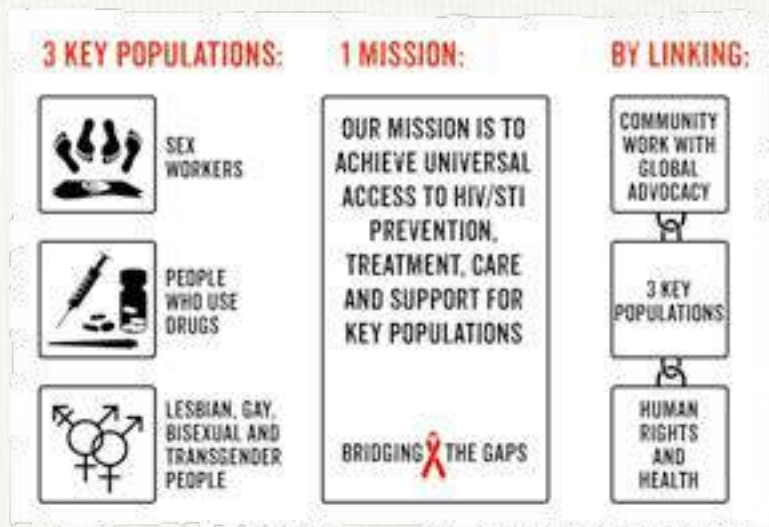 3 KEY POPULATIONS:
SEX
WORKERS
PEOPLE
WHO USE
DRUGS
LESBIAN, GAY,
BISEXUAL AND
TRANSGENDER
PEOPLE
1 MISSION:
OUR MISSION IS TO
ACHIEVE UNIVERSAL
ACCESS TO HIV/STI
PREVENTION,
TREATMENT, CARE
AND SUPPORT FOR
KEY POPULATIONS
BRIDGING THE GAPS
BY LINKING:
COMMUNITY
WORK WITH
GLOBAL
ADVOCACY
3 KEY
POPULATIONS
HUMAN
RIGHTS
AND
HEALTH